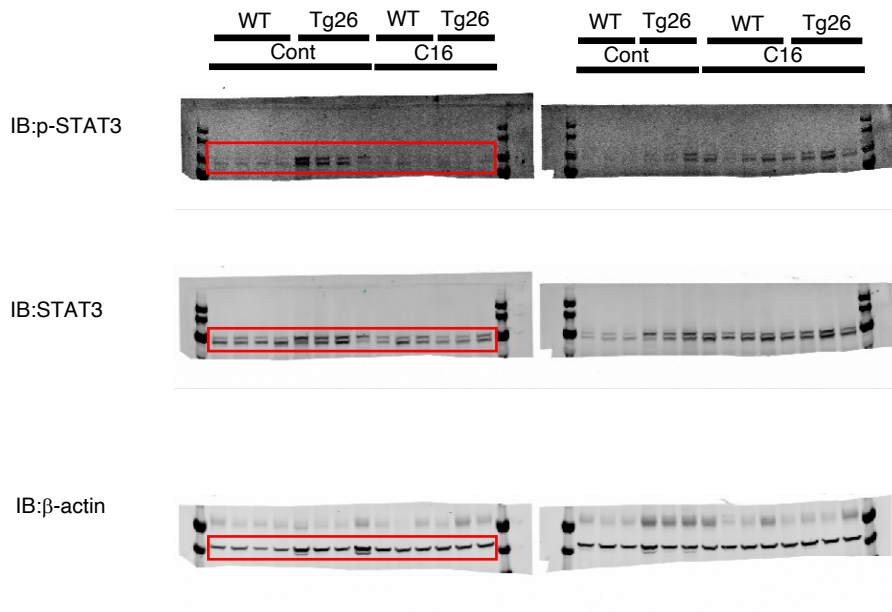 WT Tg26 WT Tg26 WT Tg26 WT Tg26
Cont C16 Cont C16
IB:p-STAT3
IB:STAT3
IB:β-actin